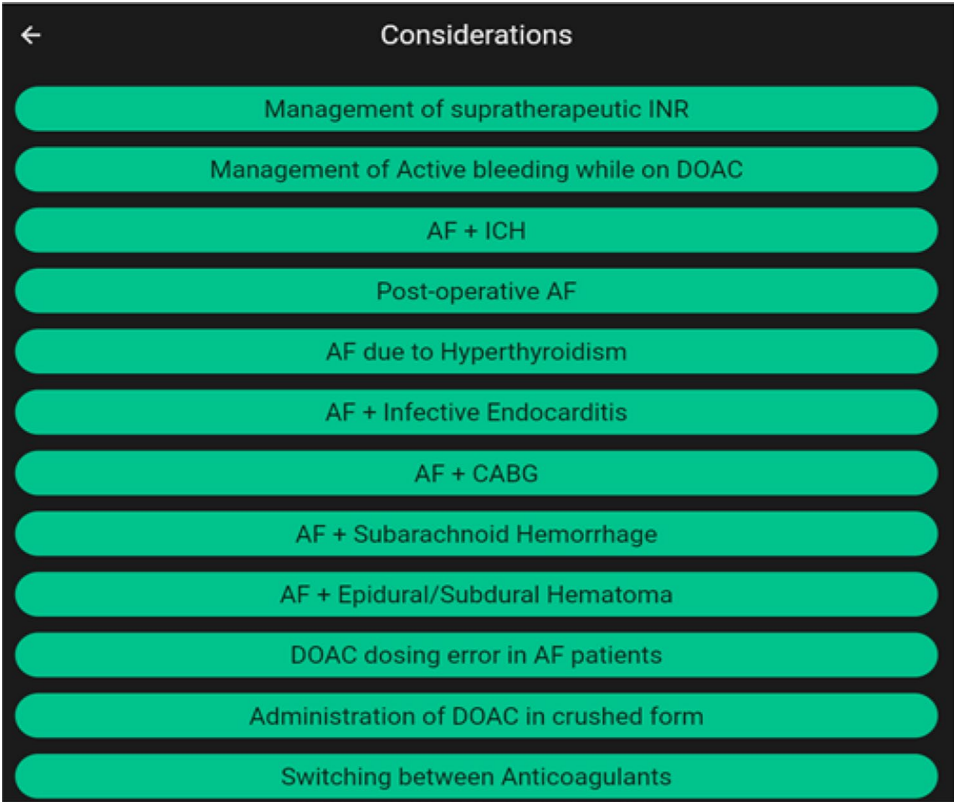 Considerations
Management of supratherapeutic INR
Management of Active bleeding while on DOAC
AF + ICH
Post-operative AF
AF due to Hyperthyroidism
AF + Infective Endocarditis
AF + CABG
AF + Subarachnoid Hemorrhage
AF + Epidural/Subdural Hematoma
DOAC dosing error in AF patients
Administration of DOAC in crushed form
Switching between Anticoagulants